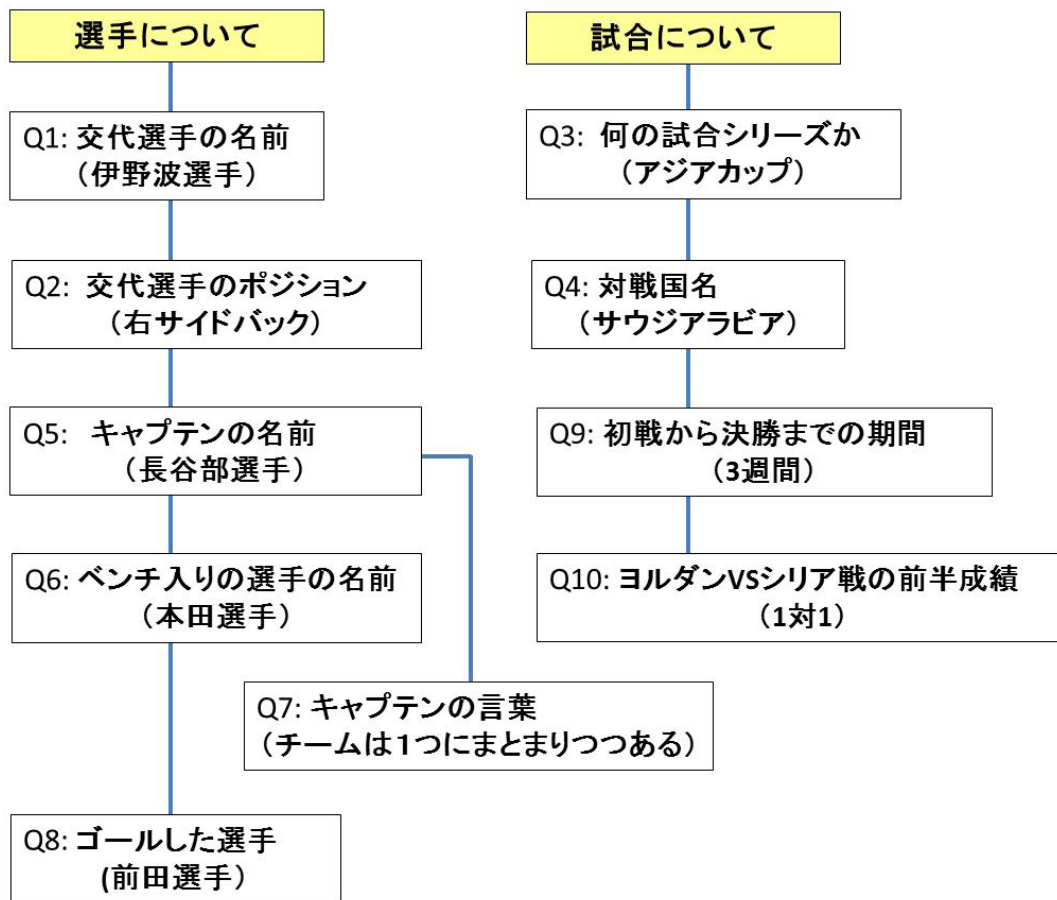 選手について
Q1: 交代選手の名前
（伊野波選手）
Q2: 交代選手のポジション
（右サイドバック）
Q5: キャプテンの名前
（長谷部選手）
Q6: ベンチ入りの選手の名前
（本田選手）
Q7: キャプテンの言葉
（チームは１つにまとまりつつある）
Q8: ゴールした選手
(前田選手）
試合について
Q3: 何の試合シリーズか
（アジアカップ）
Q4: 対戦国名
（サウジアラビア）
Q9: 初戦から決勝までの期間
（3週間）
Q10: ヨルダンVSシリア戦の前半成績
（1対1）